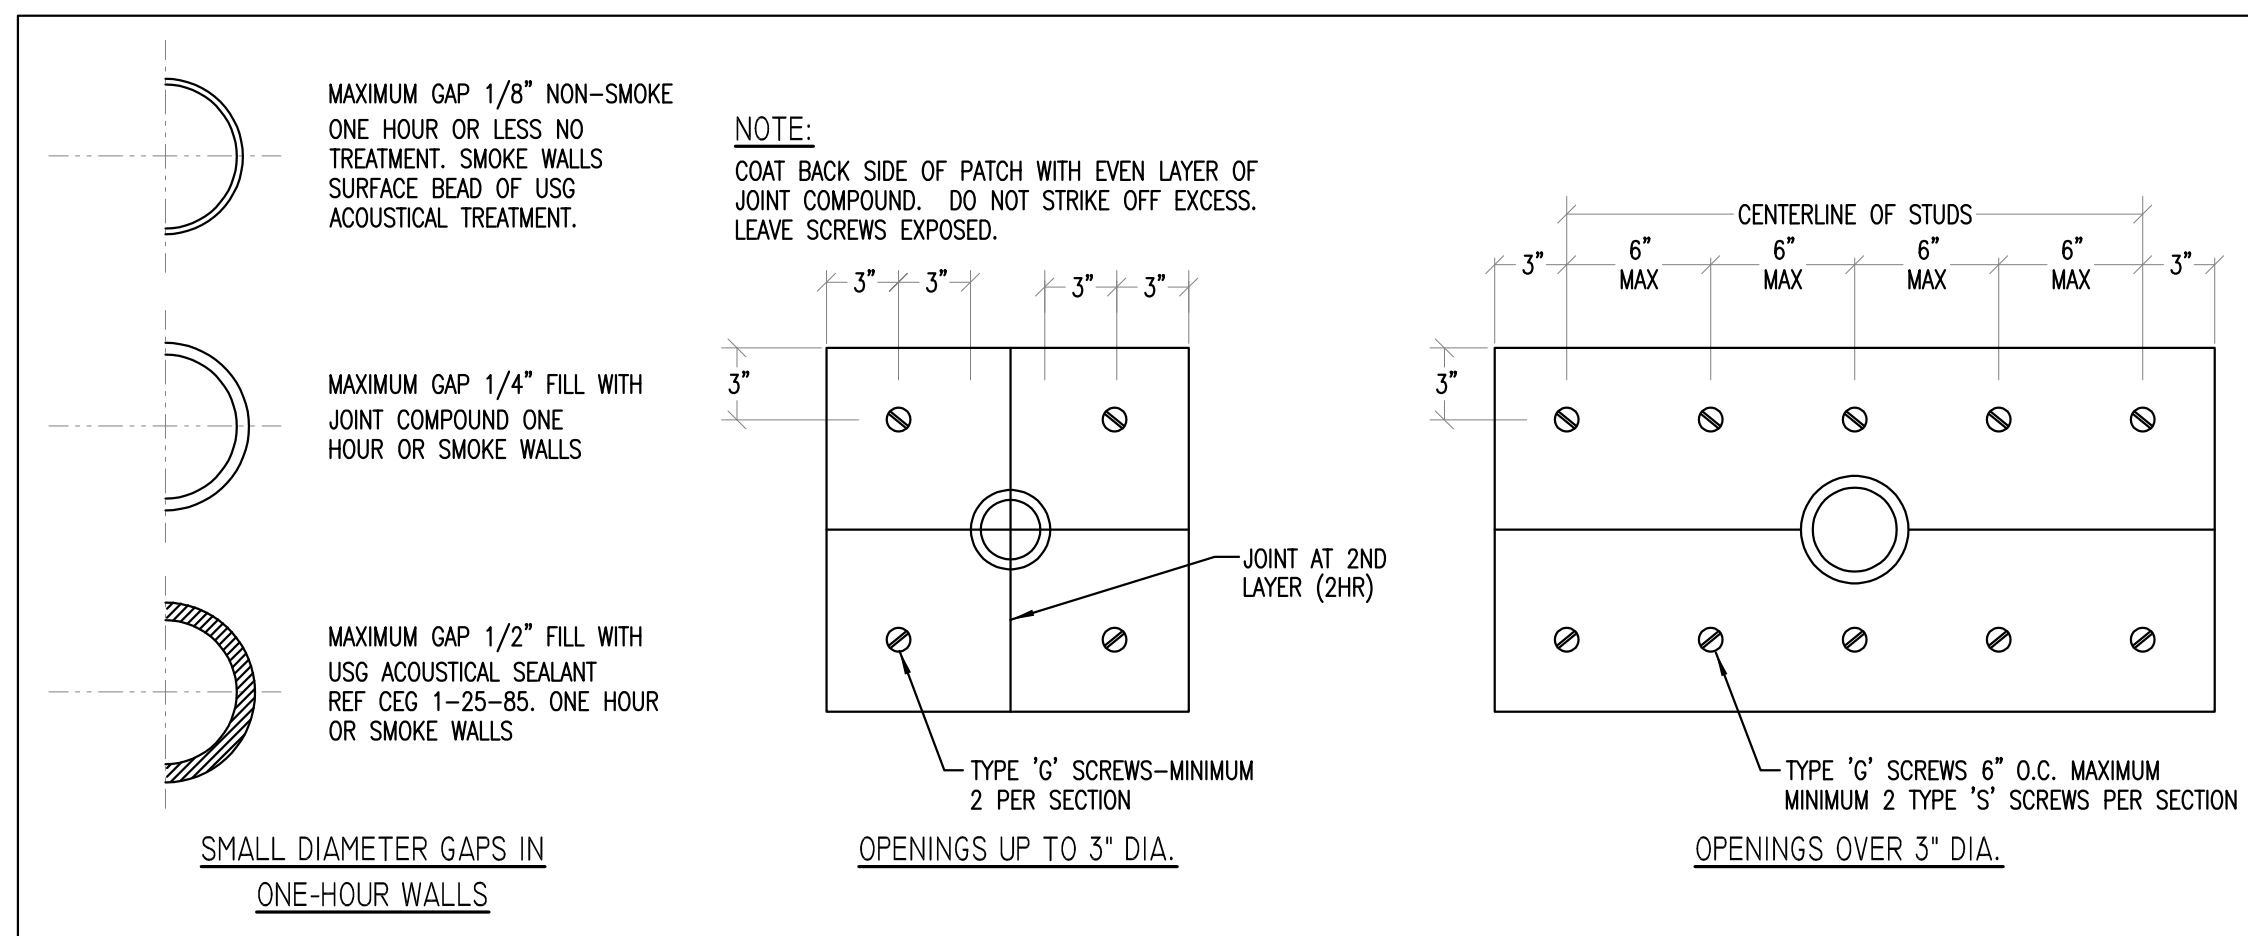 MAXIMUM GAP 1/8" NON-SMOKE
ONE HOUR OR LESS NO
TREATMENT. SMOKE WALLS
SURFACE BEAD OF USG
ACOUSTICAL TREATMENT.
MAXIMUM GAP 1/4" FILL WITH
JOINT COMPOUND ONE
HOUR OR SMOKE WALLS
MAXIMUM GAP 1/2" FILL WITH
USG ACOUSTICAL SEALANT
REF CEG 1-25-85. ONE HOUR
OR SMOKE WALLS
SMALL DIAMETER GAPS IN
ONE-HOUR WALLS
NOTE:
COAT BACK SIDE OF PATCH WITH EVEN LAYER OF
JOINT COMPOUND. DO NOT STRIKE OFF EXCESS.
LEAVE SCREWS EXPOSED.
3" 3" 3" 3"
3"
JOINT AT 2ND
LAYER (2HR)
TYPE 'G' SCREWS-MINIMUM
2 PER SECTION
OPENINGS UP TO 3" DIA.
CENTERLINE OF STUDS
3" 6" 6" 6" 6" 3"
MAX MAX MAX MAX
3"
TYPE 'G' SCREWS 6" O.C. MAXIMUM
MINIMUM 2 TYPE 'S' SCREWS PER SECTION
OPENINGS OVER 3" DIA.